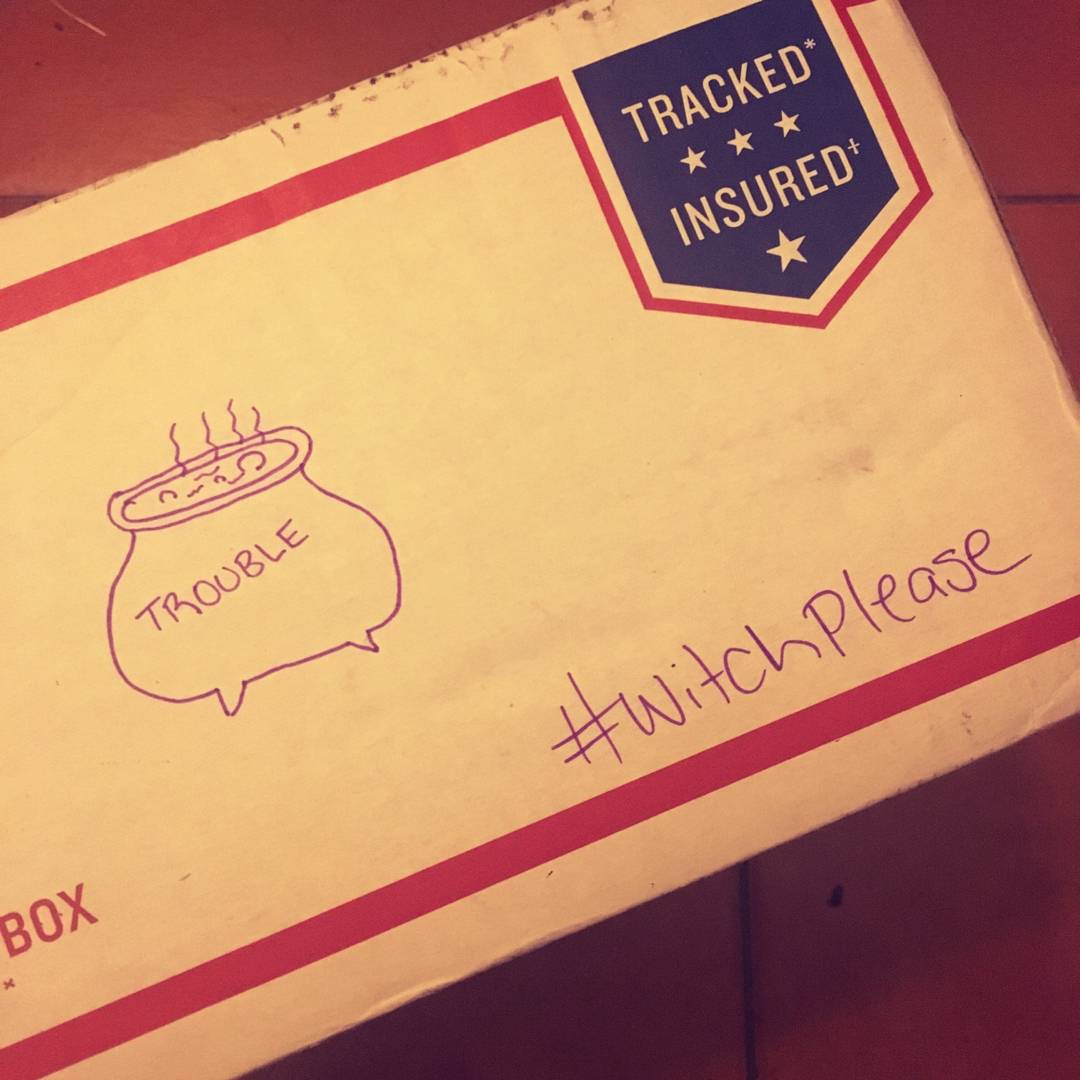 TRACKED*
INSURED†
TROUBLE
#witchPlease
BOX
*